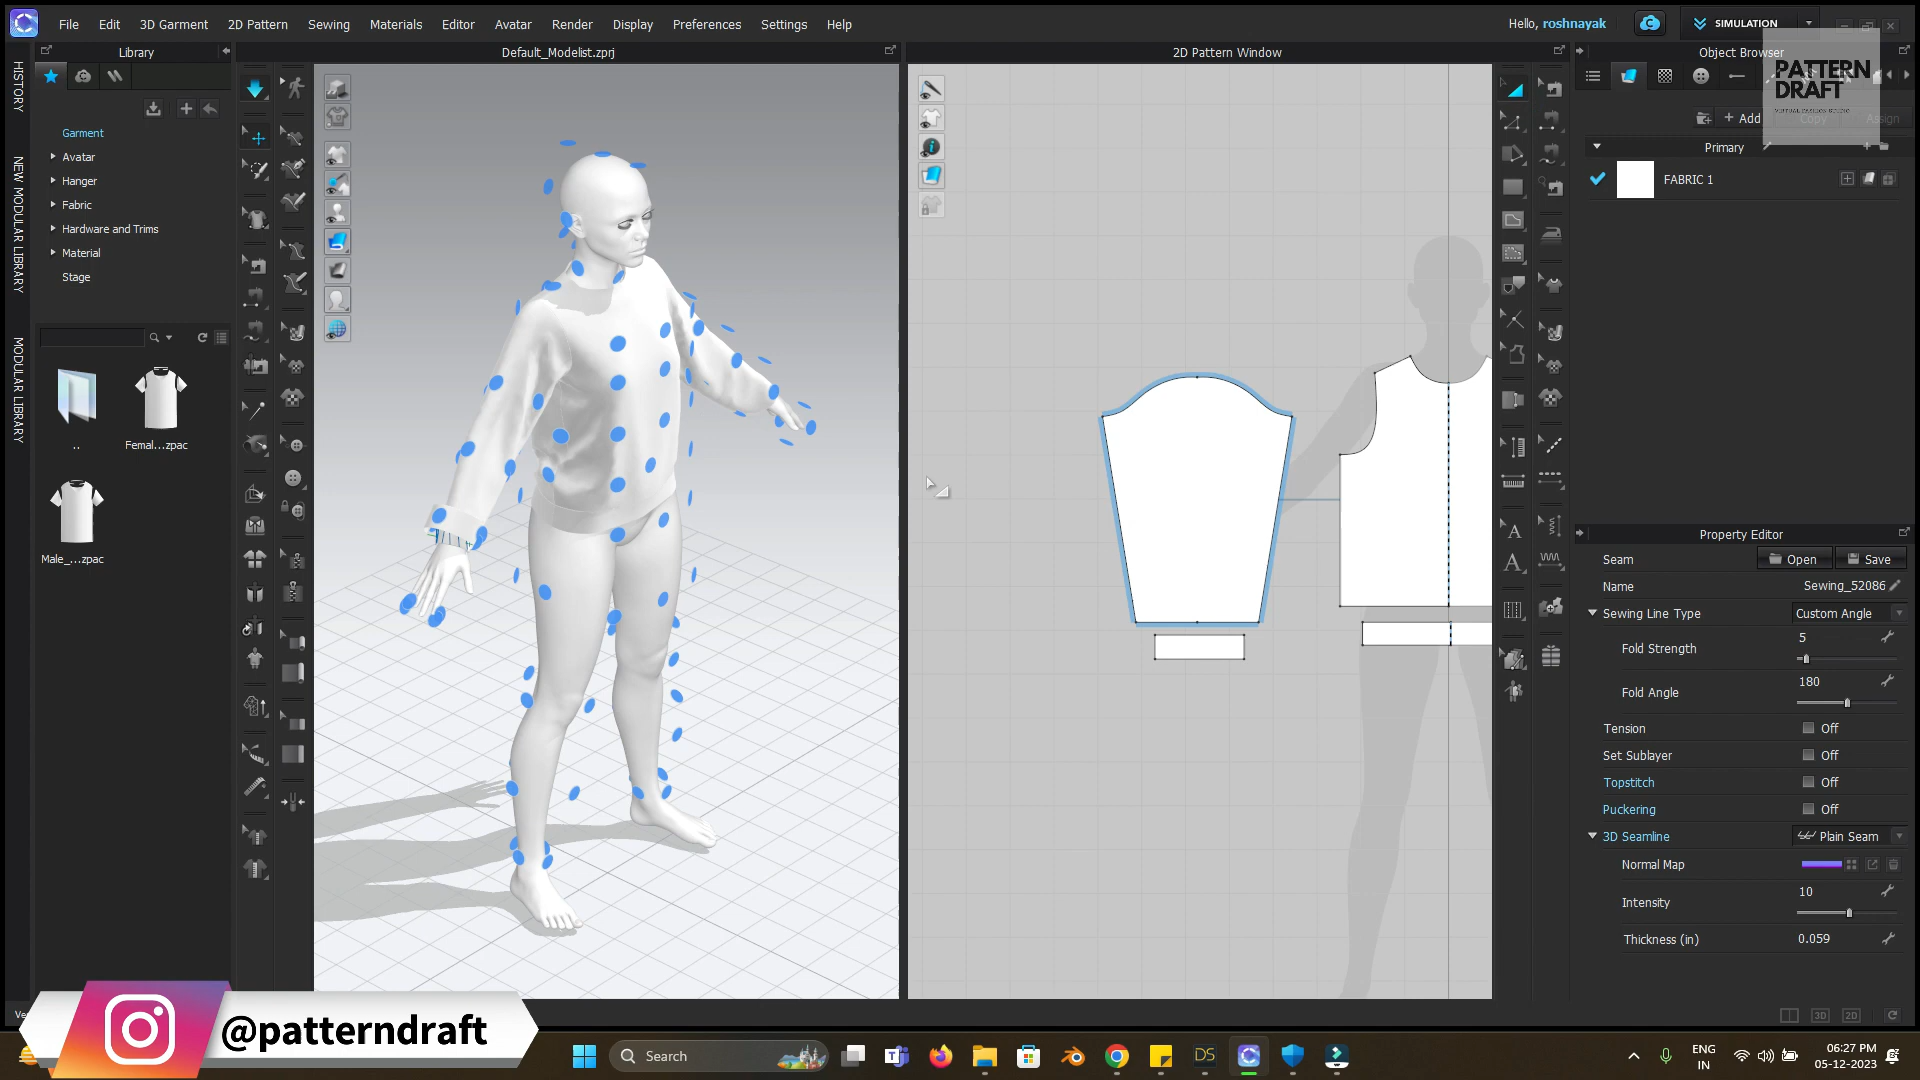 File Edit 3D Garment 2D Pattern Sewing Materials Editor Avatar Render Display Preferences Settings Help
Hello, roshnayak
SIMULATION
Library
Default_Modelist.zprj
2D Pattern Window
Object Browser
PATTERN
DRAFT
HISTORY
NEW MODULAR LIBRARY
MODULAR LIBRARY
Garment
Avatar
Hanger
Fabric
Hardware and Trims
Material
Stage
..
Femal_...zpac
Male_...zpac
+ Add
Copy
Assign
Primary
FABRIC 1
Property Editor
Seam
Open
Save
Name
Sewing_52086
Sewing Line Type
Custom Angle
Fold Strength
5
Fold Angle
180
Tension
Off
Set Sublayer
Off
Topstitch
Off
Puckering
Off
3D Seamline
Plain Seam
Normal Map
Intensity
10
Thickness (in)
0.059
3D
2D
Ve
@patterndraft
Search
DS
ENG
IN
06:27 PM
05-12-2023